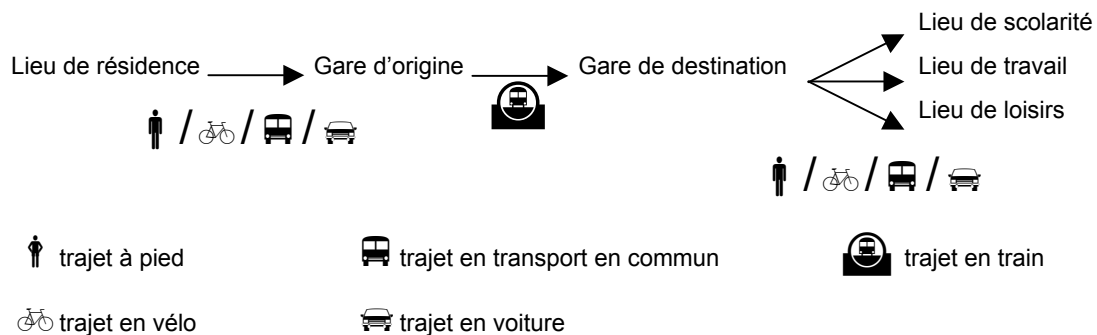 Lieu de scolarité
Lieu de résidence Gare d’origine Gare de destination Lieu de travail
Lieu de loisirs
/ / /
/ / /
trajet à pied trajet en transport en commun trajet en train
trajet en vélo trajet en voiture